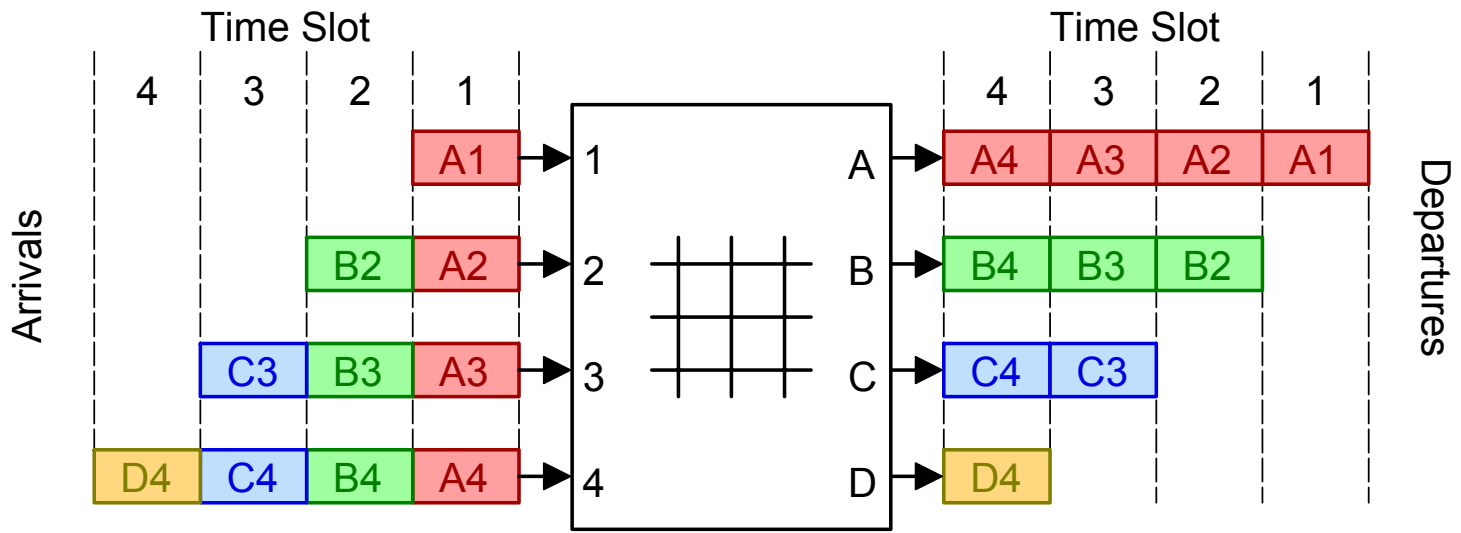 Time Slot Time Slot
4 3 2 1 4 3 2 1
A1 1 A A4 A3 A2 A1
B2 A2 2 B B4 B3 B2
C3 B3 A3 3 C C4 C3
D4 C4 B4 A4 4 D D4
Arrivals
Departures